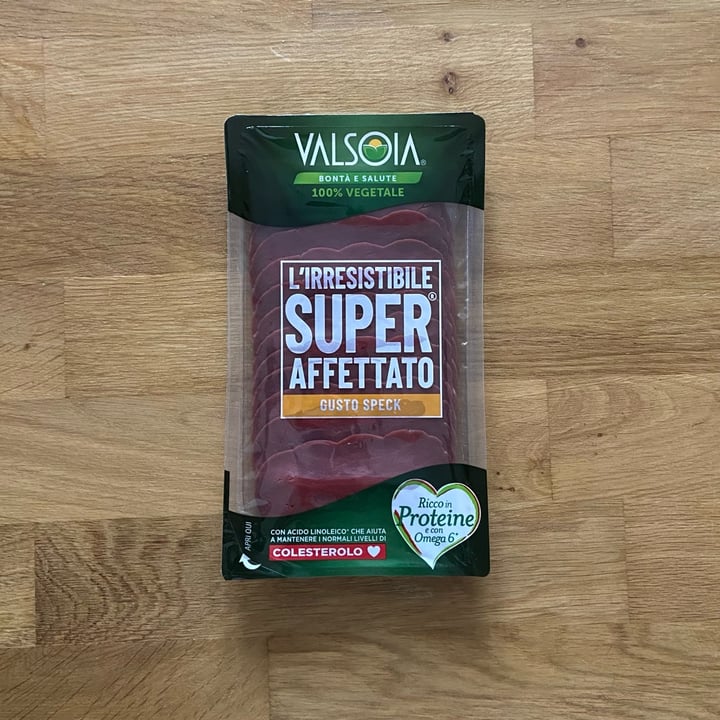 VALSOIA®
BONTÀ E SALUTE
100% VEGETALE
L'IRRESISTIBILE
SUPER®
AFFETTATO
GUSTO SPECK
Ricco in
Proteine
e con
Omega 6*
CON ACIDO LINOLEICO* CHE AIUTA
A MANTENERE I NORMALI LIVELLI DI
COLESTEROLO
APRI QUI